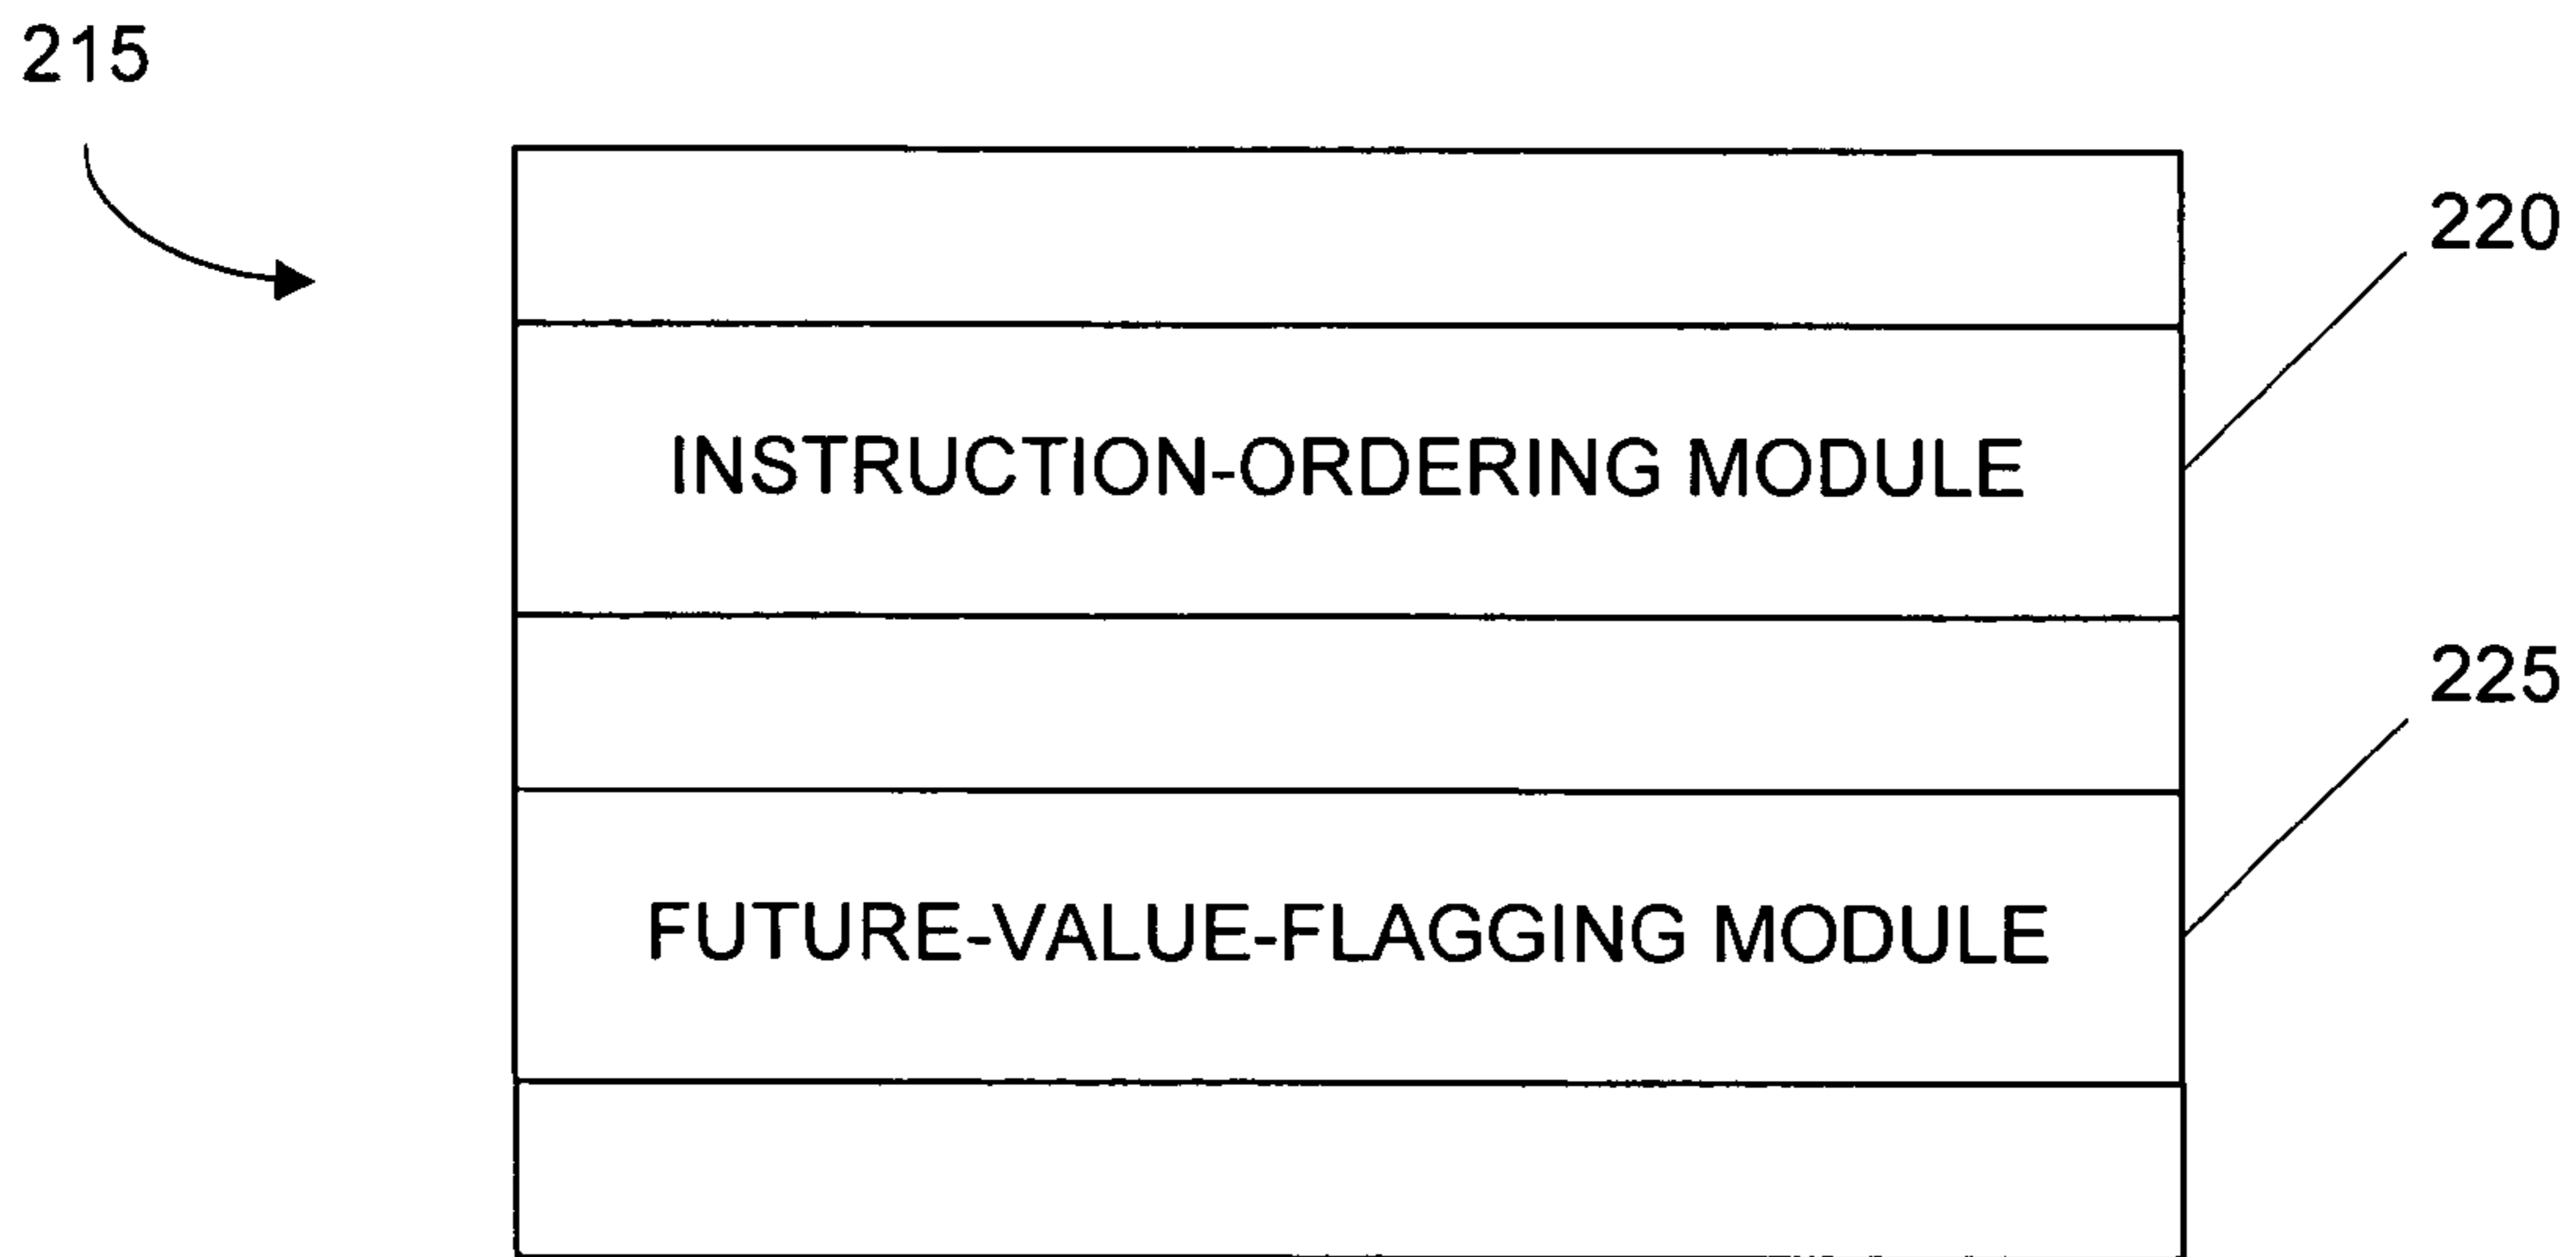 215
220
INSTRUCTION-ORDERING MODULE
225
FUTURE-VALUE-FLAGGING MODULE